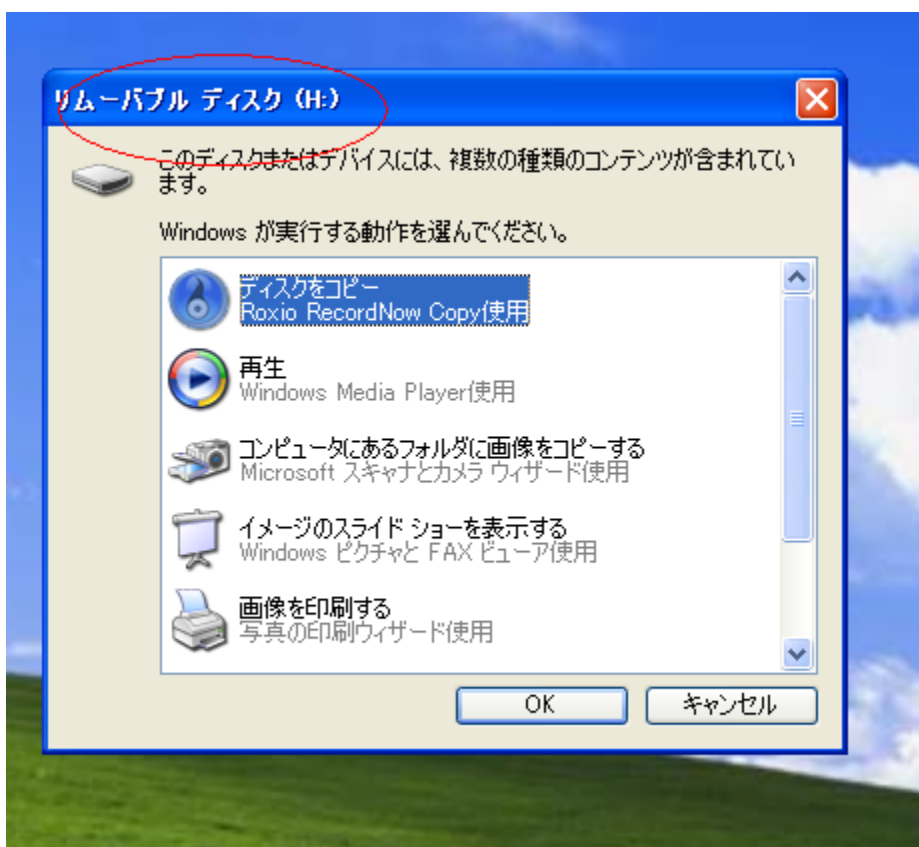 リムーバブル ディスク (H:)
このディスクまたはデバイスには、複数の種類のコンテンツが含まれてい
ます。
Windows が実行する動作を選んでください。
ディスクをコピー
Roxio RecordNow Copy使用
再生
Windows Media Player使用
コンピュータにあるフォルダに画像をコピーする
Microsoft スキャナとカメラ ウィザード使用
イメージのスライド ショーを表示する
Windows ピクチャと FAX ビューア使用
画像を印刷する
写真の印刷ウィザード使用
OK
キャンセル